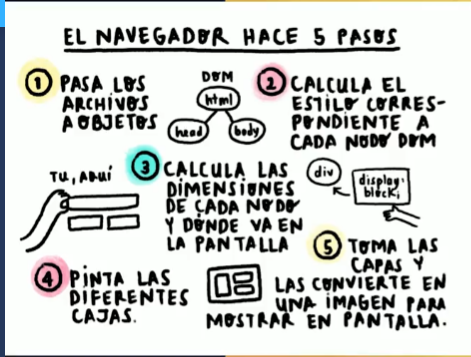 EL NAVEGADOR HACE 5 PASOS
1 PASA LOS
ARCHIVOS
A OBJETOS
DOM
html
head
body
2 CALCULA EL
ESTILO CORRES-
PONDIENTE A
CADA NODO DOM
TU, AQUÍ
3 CALCULA LAS
DIMENSIONES
DE CADA NODO
Y DONDE VA EN
LA PANTALLA
div
display:
block;
4 PINTA LAS
DIFERENTES
CAJAS.
5 TOMA LAS
CAPAS Y
LAS CONVIERTE EN
UNA IMAGEN PARA
MOSTRAR EN PANTALLA.